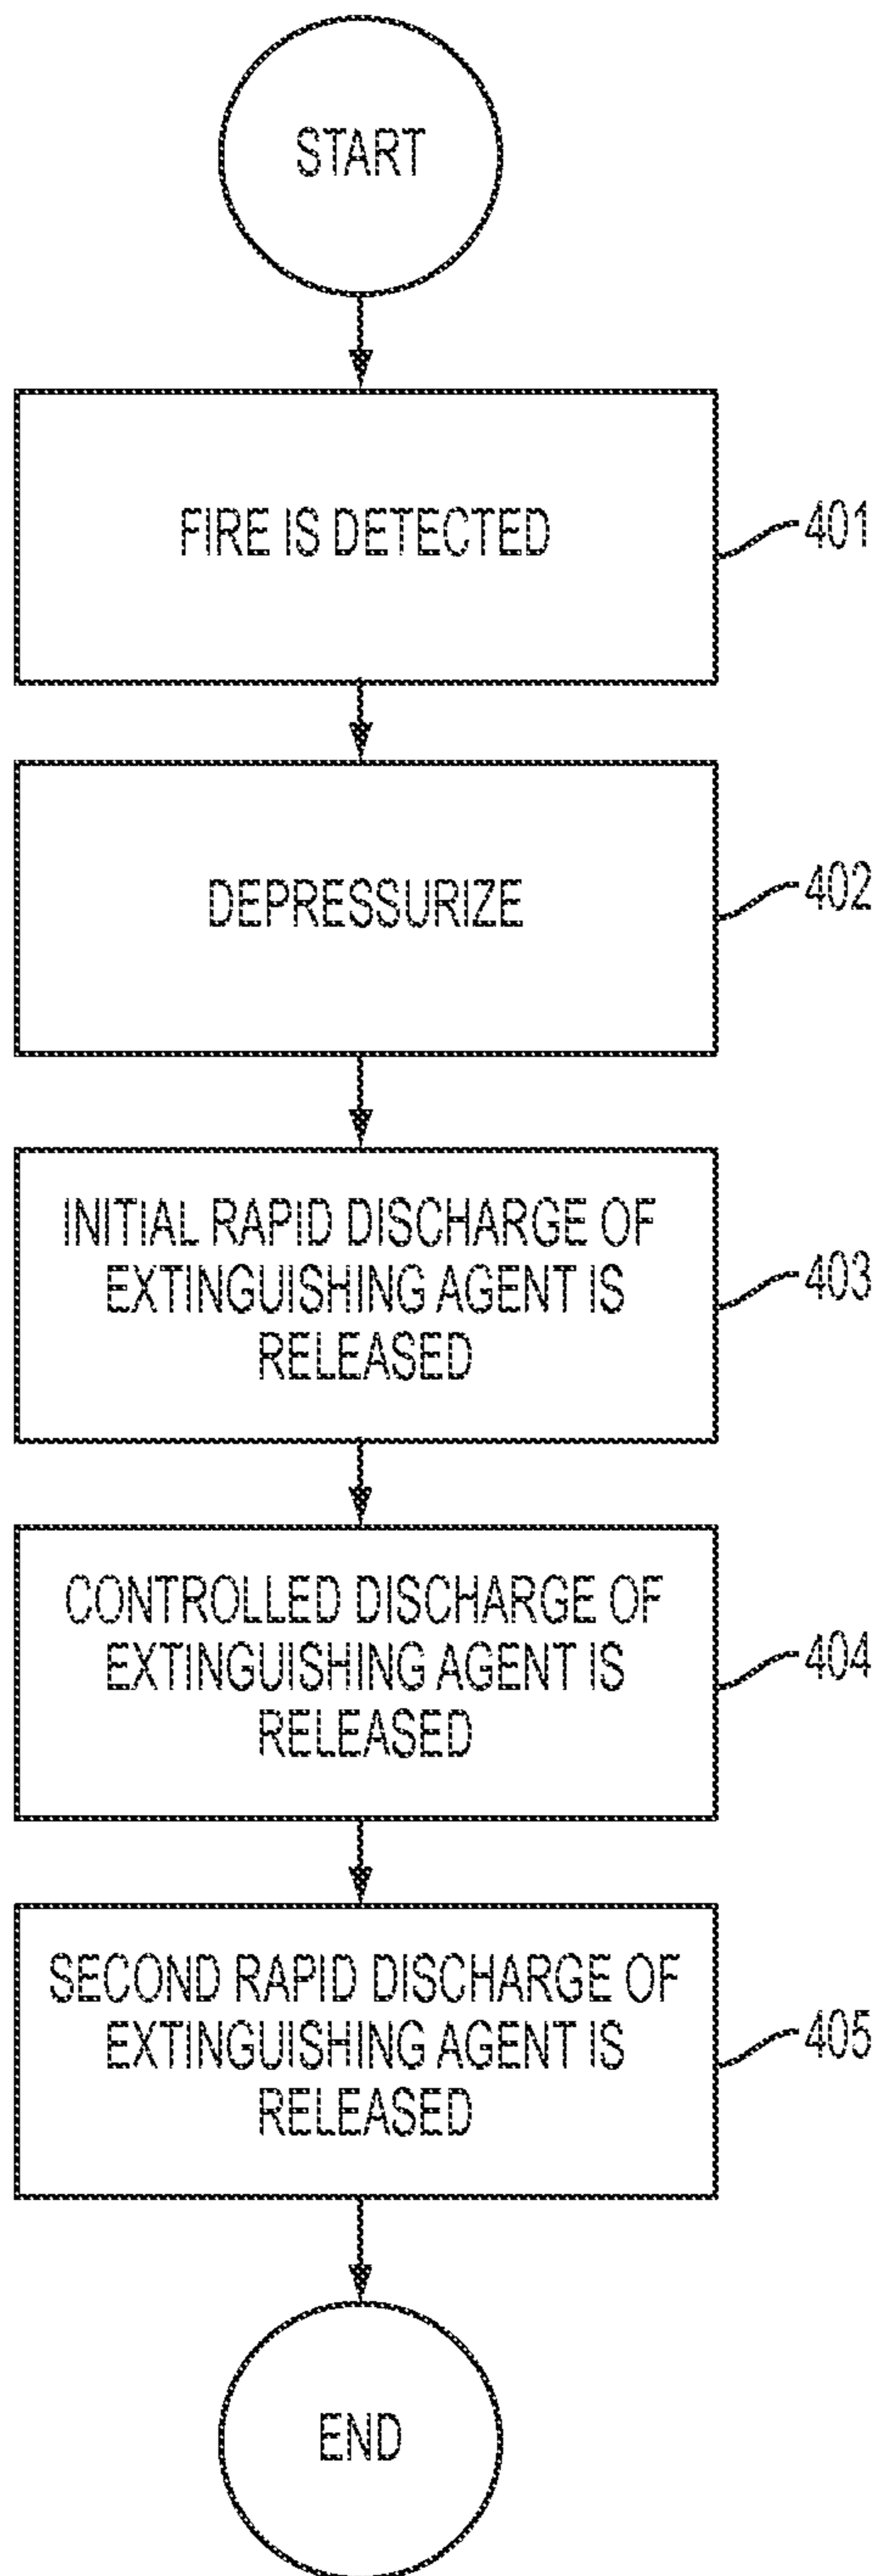 START
FIRE IS DETECTED
401
DEPRESSURIZE
402
INITIAL RAPID DISCHARGE OF
EXTINGUISHING AGENT IS
RELEASED
403
CONTROLLED DISCHARGE OF
EXTINGUISHING AGENT IS
RELEASED
404
SECOND RAPID DISCHARGE OF
EXTINGUISHING AGENT IS
RELEASED
405
END